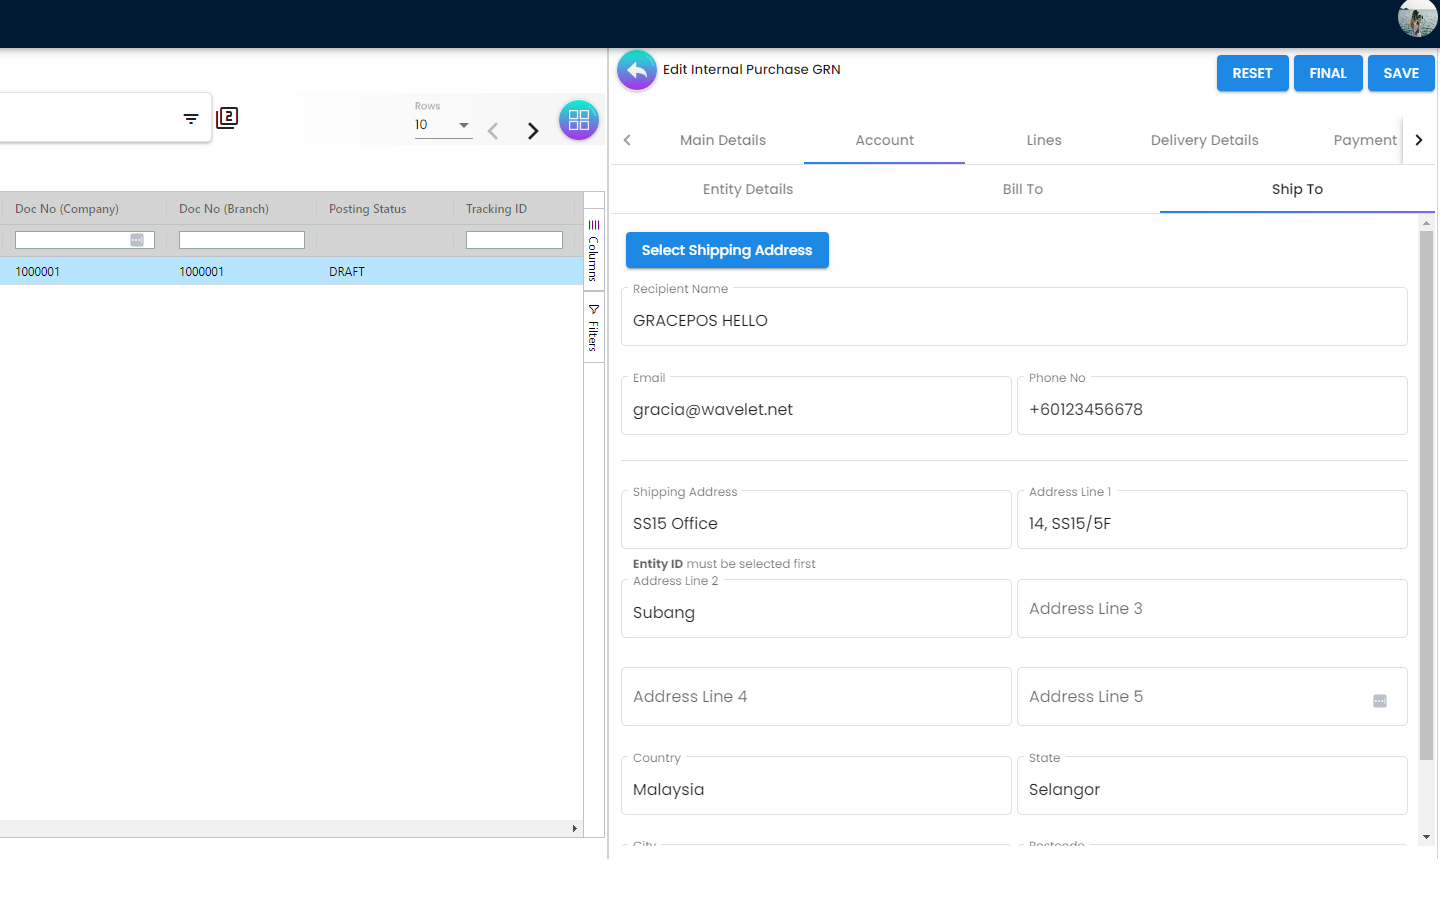 Edit Internal Purchase GRN
RESET
FINAL
SAVE
2
Rows
10
Main Details
Account
Lines
Delivery Details
Payment
Entity Details
Bill To
Ship To
Doc No (Company)
Doc No (Branch)
Posting Status
Tracking ID
1000001
1000001
DRAFT
Columns
Filters
Select Shipping Address
Recipient Name
GRACEPOS HELLO
Email
gracia@wavelet.net
Phone No
+60123456678
Shipping Address
SS15 Office
Address Line 1
14, SS15/5F
Entity ID must be selected first
Address Line 2
Subang
Address Line 3
Address Line 4
Address Line 5
Country
Malaysia
State
Selangor
City
Postcode